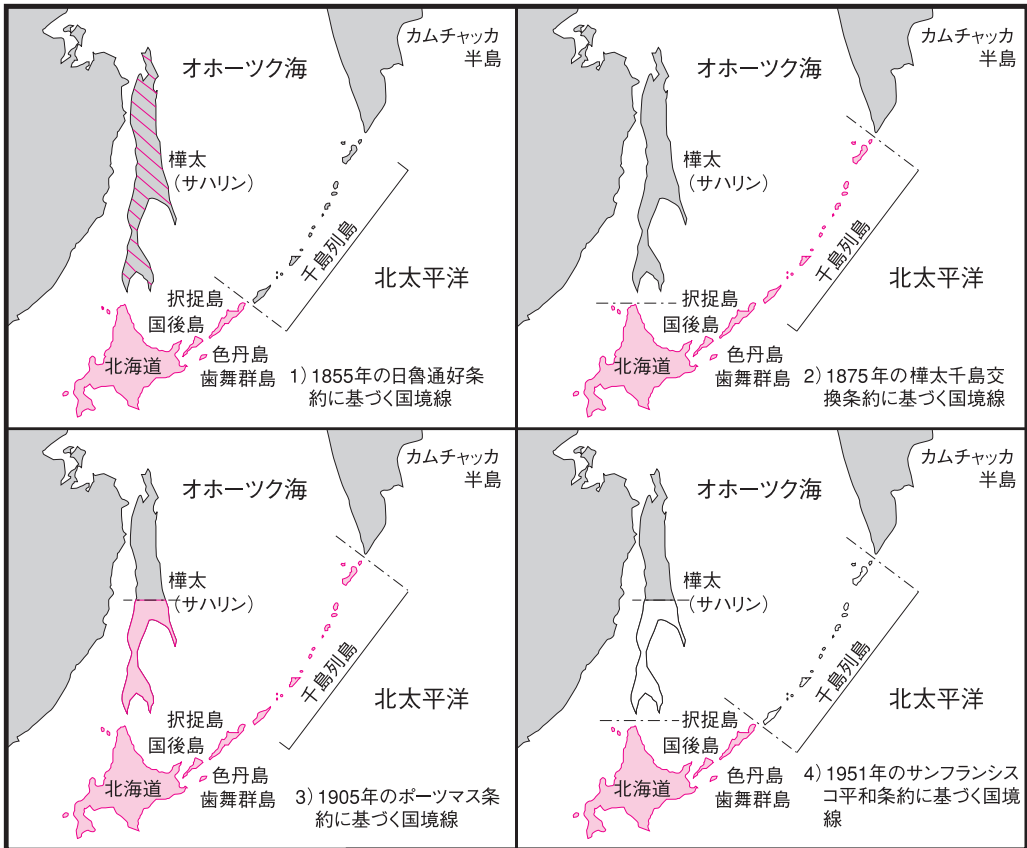 カムチャッカ
半島
オホーツク海
樺太
（サハリン）
千島列島
北太平洋
択捉島
国後島
色丹島
歯舞群島
北海道
1）1855年の日魯通好条
約に基づく国境線
カムチャッカ
半島
オホーツク海
樺太
（サハリン）
千島列島
北太平洋
択捉島
国後島
色丹島
歯舞群島
北海道
2）1875年の樺太千島交
換条約に基づく国境線
カムチャッカ
半島
オホーツク海
樺太
（サハリン）
千島列島
北太平洋
択捉島
国後島
色丹島
歯舞群島
北海道
3）1905年のポーツマス条
約に基づく国境線
カムチャッカ
半島
オホーツク海
樺太
（サハリン）
千島列島
北太平洋
択捉島
国後島
色丹島
歯舞群島
北海道
4）1951年のサンフランシス
コ平和条約に基づく国境
線